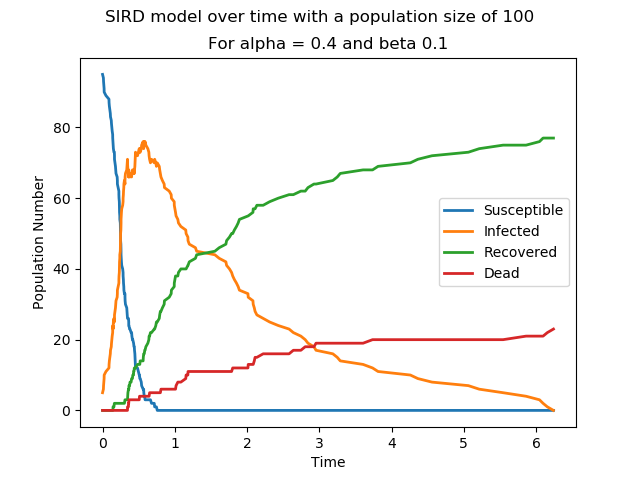 SIRD model over time with a population size of 100
For alpha = 0.4 and beta 0.1
Population Number
80
60
40
20
0
Susceptible
Infected
Recovered
Dead
0 1 2 3 4 5 6
Time